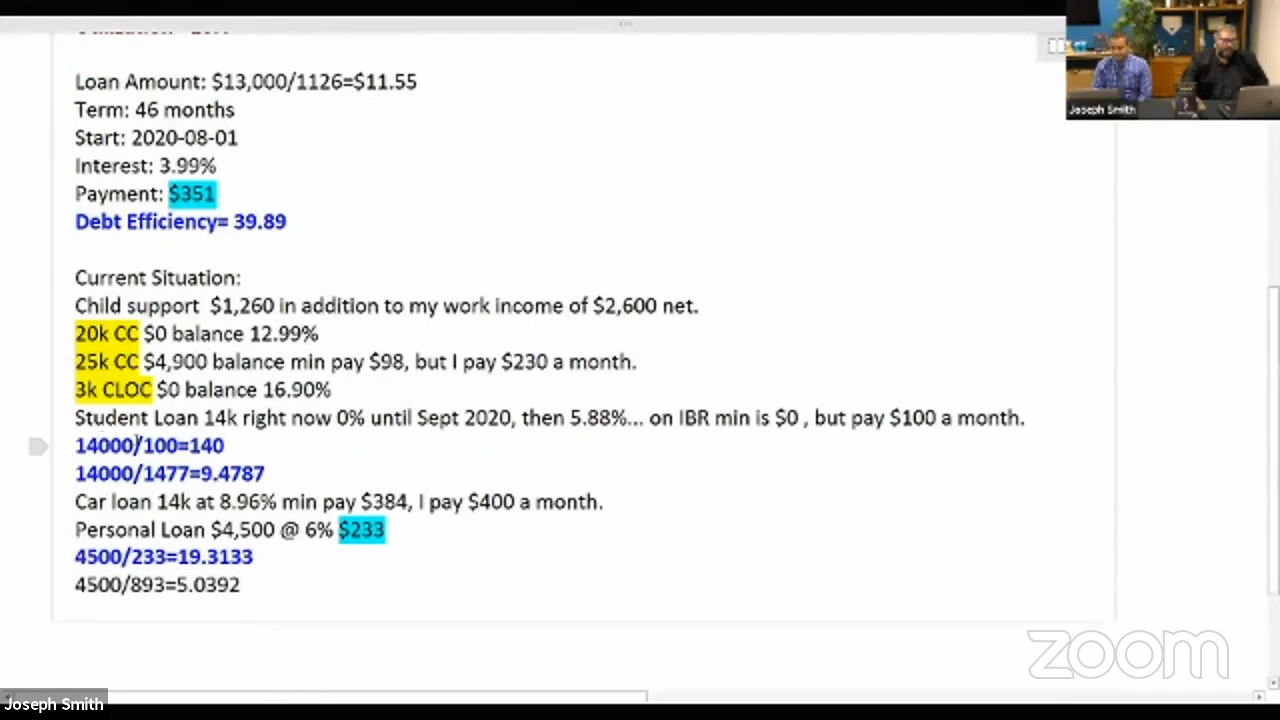 Loan Amount: $13,000/1126=$11.55
Term: 46 months
Start: 2020-08-01
Interest: 3.99%
Payment: $351
Debt Efficiency= 39.89
Current Situation:
Child support $1,260 in addition to my work income of $2,600 net.
20k CC $0 balance 12.99%
25k CC $4,900 balance min pay $98, but I pay $230 a month.
3k CLOC $0 balance 16.90%
Student Loan 14k right now 0% until Sept 2020, then 5.88%... on IBR min is $0 , but pay $100 a month.
14000/100=140
14000/1477=9.4787
Car loan 14k at 8.96% min pay $384, I pay $400 a month.
Personal Loan $4,500 @ 6% $233
4500/233=19.3133
4500/893=5.0392
Joseph Smith
zoom
Joseph Smith